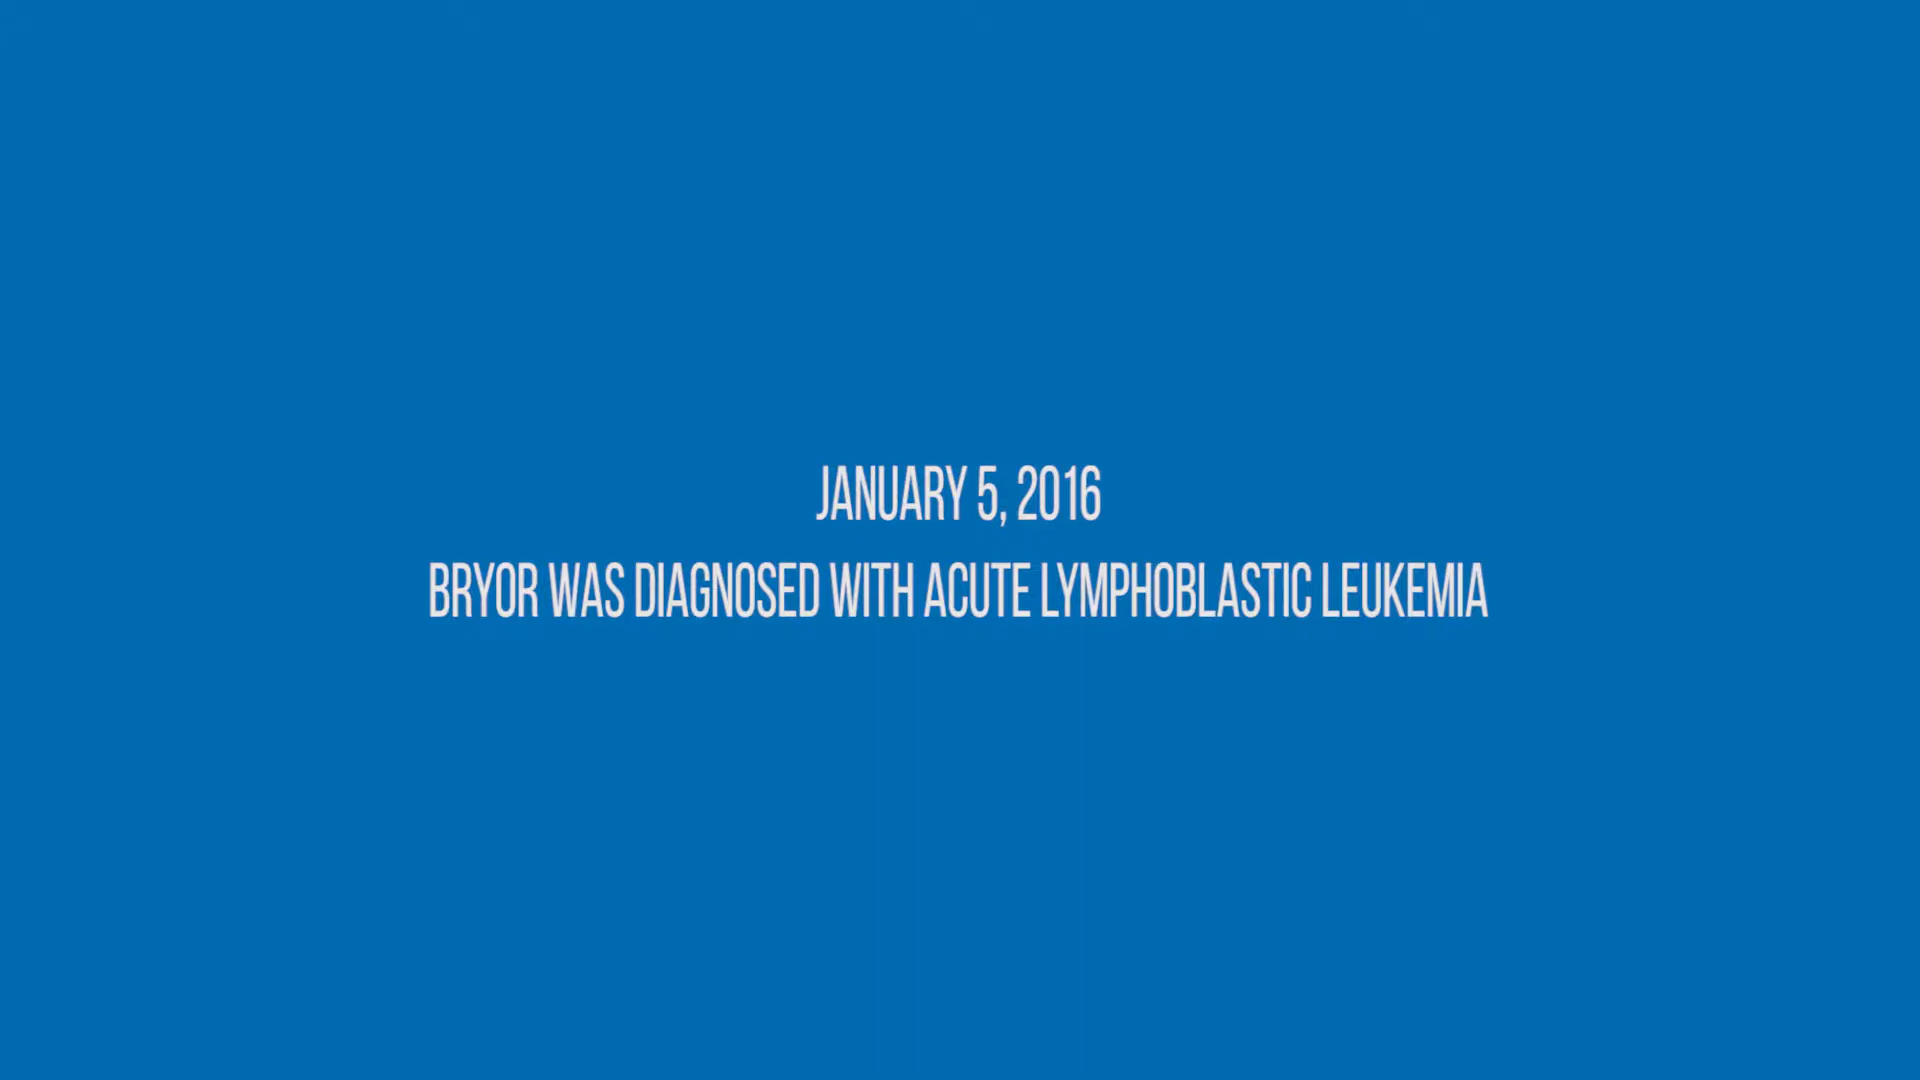 JANUARY 5, 2016
BRYOR WAS DIAGNOSED WITH ACUTE LYMPHOBLASTIC LEUKEMIA